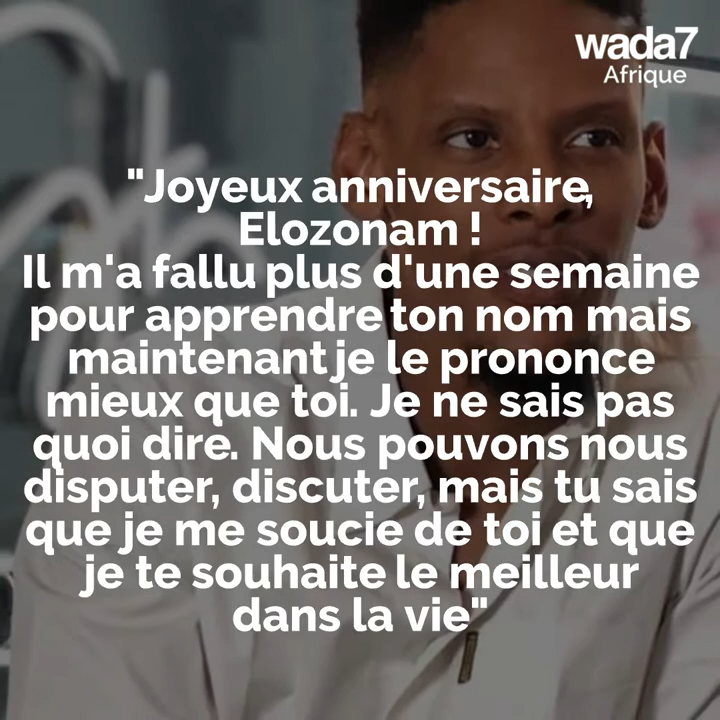 wada7
Afrique
"Joyeux anniversaire,
Elozonam !
Il m'a fallu plus d'une semaine
pour apprendre ton nom mais
maintenant je le prononce
mieux que toi. Je ne sais pas
quoi dire. Nous pouvons nous
disputer, discuter, mais tu sais
que je me soucie de toi et que
je te souhaite le meilleur
dans la vie"